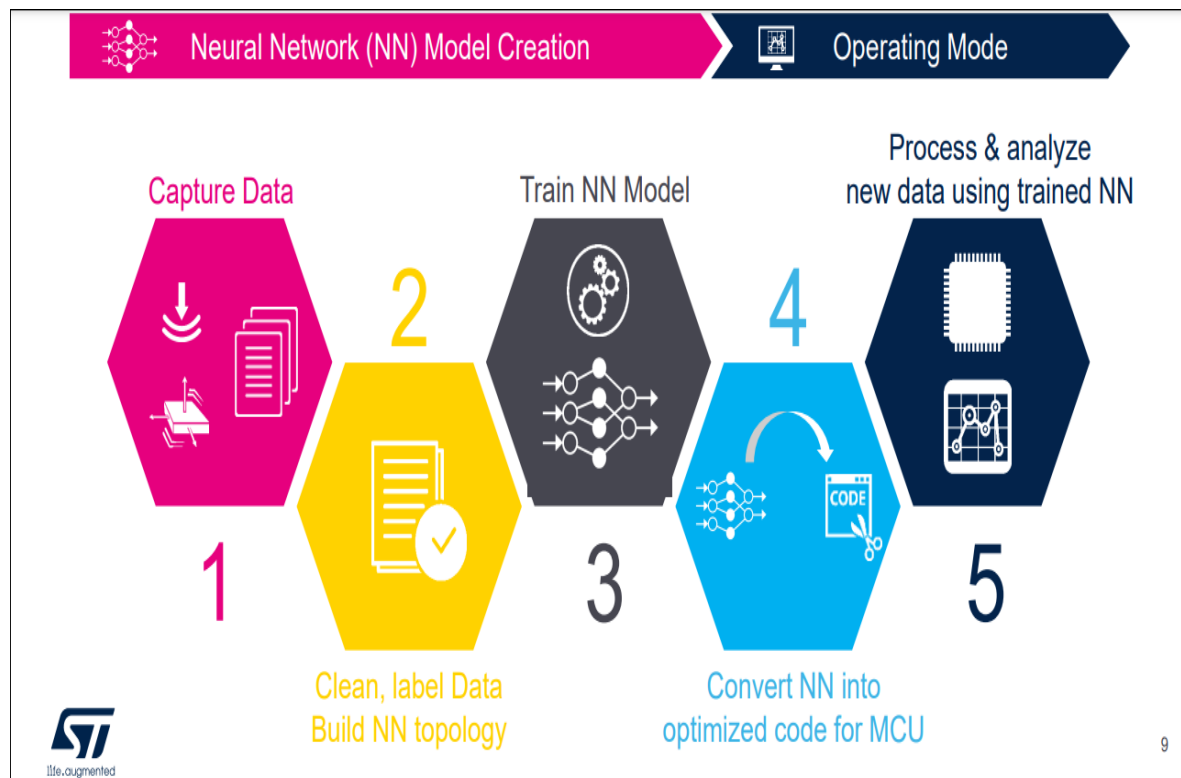 Neural Network (NN) Model Creation
Operating Mode
Capture Data
1
2
Clean, label Data
Build NN topology
Train NN Model
3
4
CODE
Convert NN into
optimized code for MCU
Process & analyze
new data using trained NN
5
ST
life.augmented
9